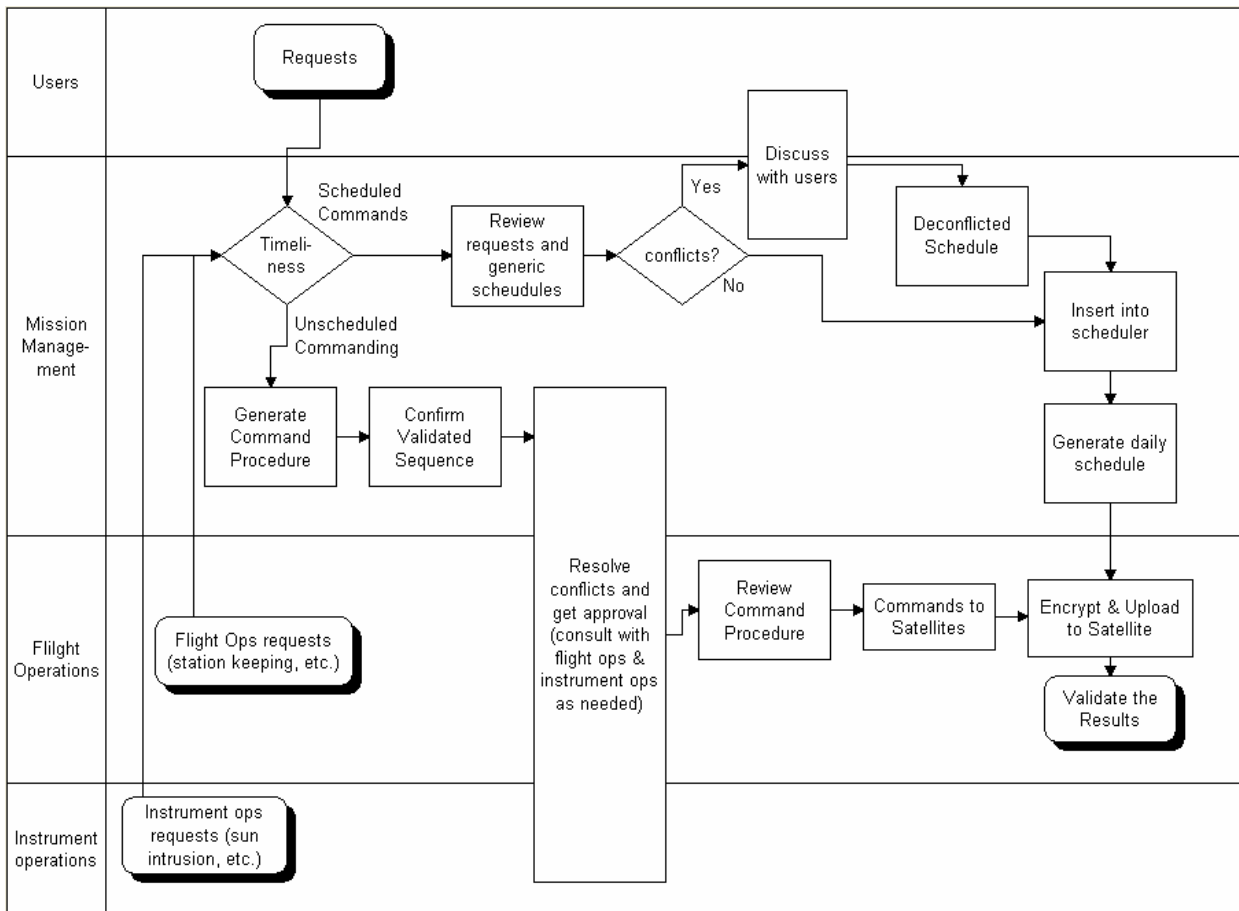 Users
Requests
Discuss
with users
Yes
Scheduled
Commands
Deconflicted
Schedule
Mission
Manage-
ment
Timeli-
ness
Review
requests and
generic
scheudules
conflicts?
No
Insert into
scheduler
Unscheduled
Commanding
Generate
Command
Procedure
Confirm
Validated
Sequence
Generate daily
schedule
Flilght
Operations
Flight Ops requests
(station keeping, etc.)
Resolve
conflicts and
get approval
(consult with
flight ops &
instrument ops
as needed)
Review
Command
Procedure
Commands to
Satellites
Encrypt & Upload
to Satellite
Validate the
Results
Instrument
operations
Instrument ops
requests (sun
intrusion, etc.)